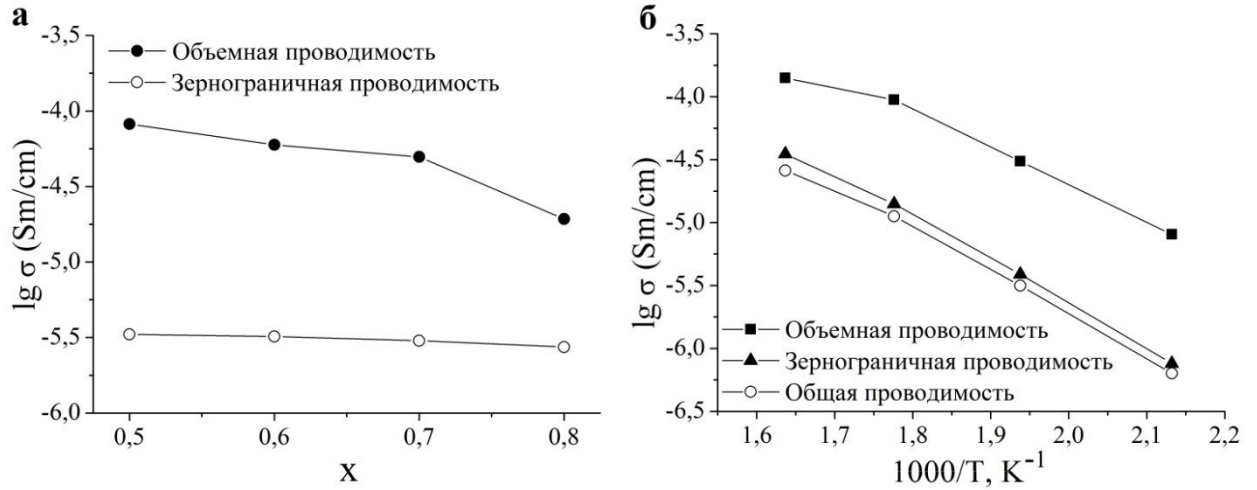 а
-3,5
Объемная проводимость
Зернограничная проводимость
-4,0
-4,5
-5,0
-5,5
-6,0
lg σ (Sm/cm)
0,5 0,6 0,7 0,8
x
б
-3,5
-4,0
-4,5
-5,0
-5,5
-6,0
-6,5
lg σ (Sm/cm)
Объемная проводимость
Зернограничная проводимость
Общая проводимость
1,6 1,7 1,8 1,9 2,0 2,1 2,2
1000/T, K⁻¹